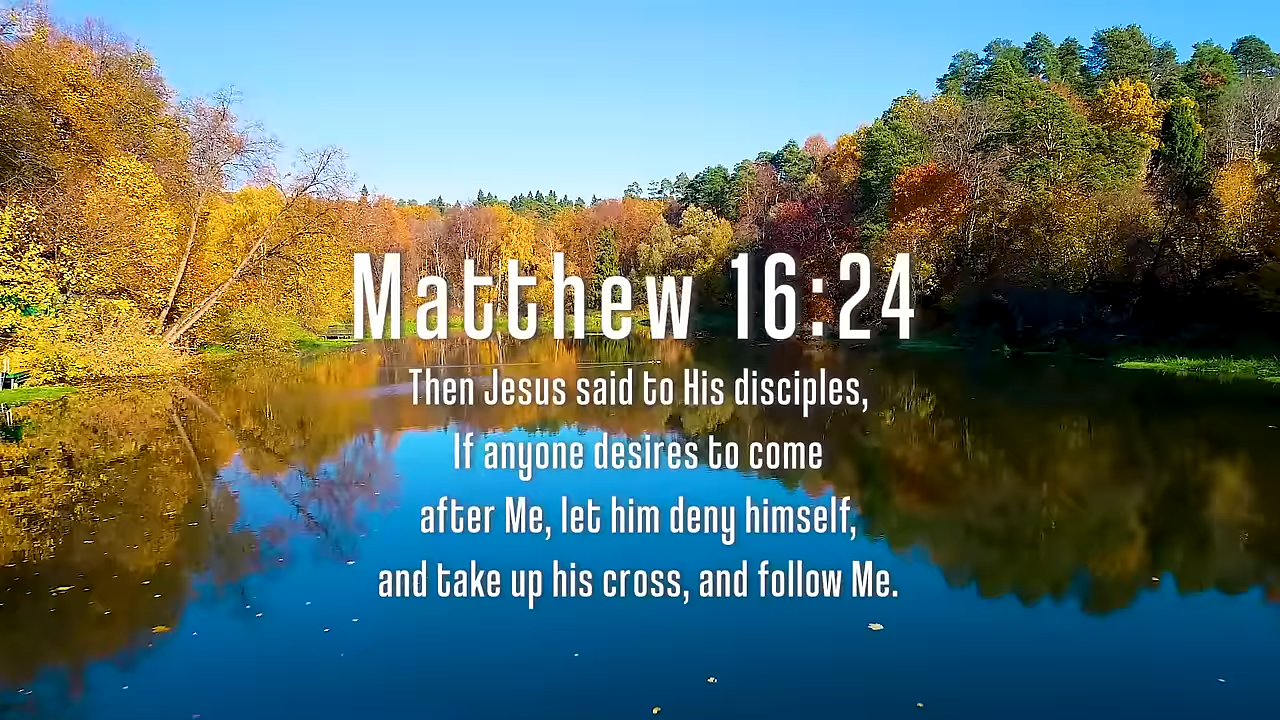 Matthew 16:24
Then Jesus said to His disciples,
If anyone desires to come
after Me, let him deny himself,
and take up his cross, and follow Me.